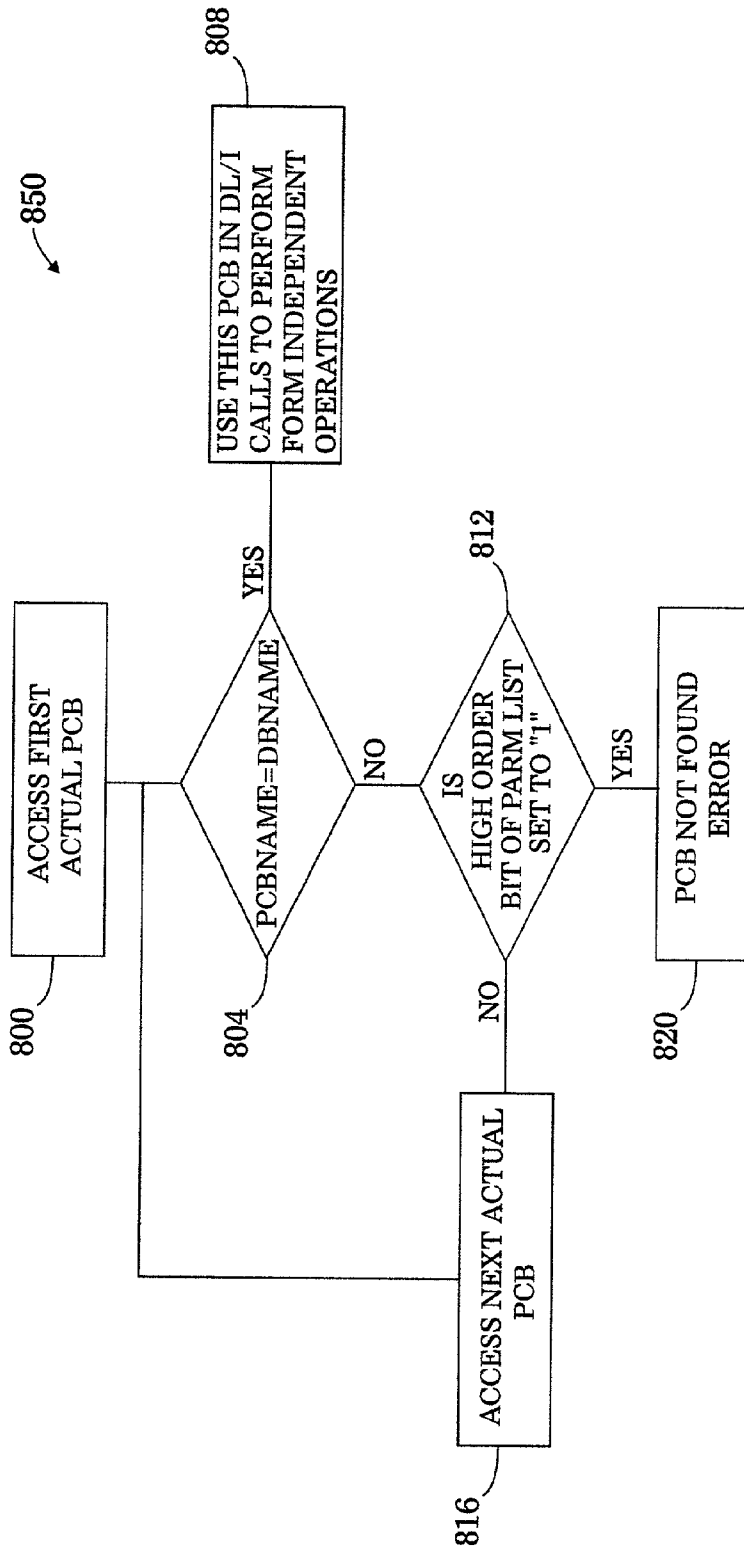 850
800
ACCESS FIRST
ACTUAL PCB
804
PCBNAME=DBNAME
YES
808
USE THIS PCB IN DL/I
CALLS TO PERFORM
FORM INDEPENDENT
OPERATIONS
NO
812
IS
HIGH ORDER
BIT OF PARM LIST
SET TO "1"
NO
816
ACCESS NEXT ACTUAL
PCB
YES
820
PCB NOT FOUND
ERROR